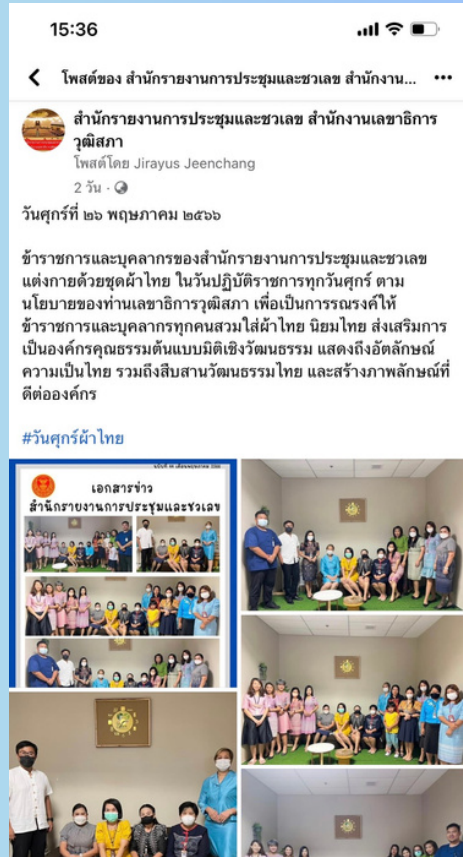 15:36
โพสต์ของ สำนักรายงานการประชุมและชวเลข สำนักงาน...
สำนักรายงานการประชุมและชวเลข สำนักงานเลขาธิการ
วุฒิสภา
โพสต์โดย Jirayus Jeenchang
2 วัน ·
วันศุกร์ที่ ๒๖ พฤษภาคม ๒๕๖๖
ข้าราชการและบุคลากรของสำนักรายงานการประชุมและชวเลข
แต่งกายด้วยชุดผ้าไทย ในวันปฏิบัติราชการทุกวันศุกร์ ตาม
นโยบายของท่านเลขาธิการวุฒิสภา เพื่อเป็นการรณรงค์ให้
ข้าราชการและบุคลากรทุกคนสวมใส่ผ้าไทย นิยมไทย ส่งเสริมการ
เป็นองค์กรคุณธรรมต้นแบบมิติเชิงวัฒนธรรม แสดงถึงอัตลักษณ์
ความเป็นไทย รวมถึงสืบสานวัฒนธรรมไทย และสร้างภาพลักษณ์ที่
ดีต่อองค์กร
#วันศุกร์ผ้าไทย
เอกสารข่าว
สำนักรายงานการประชุมและชวเลข